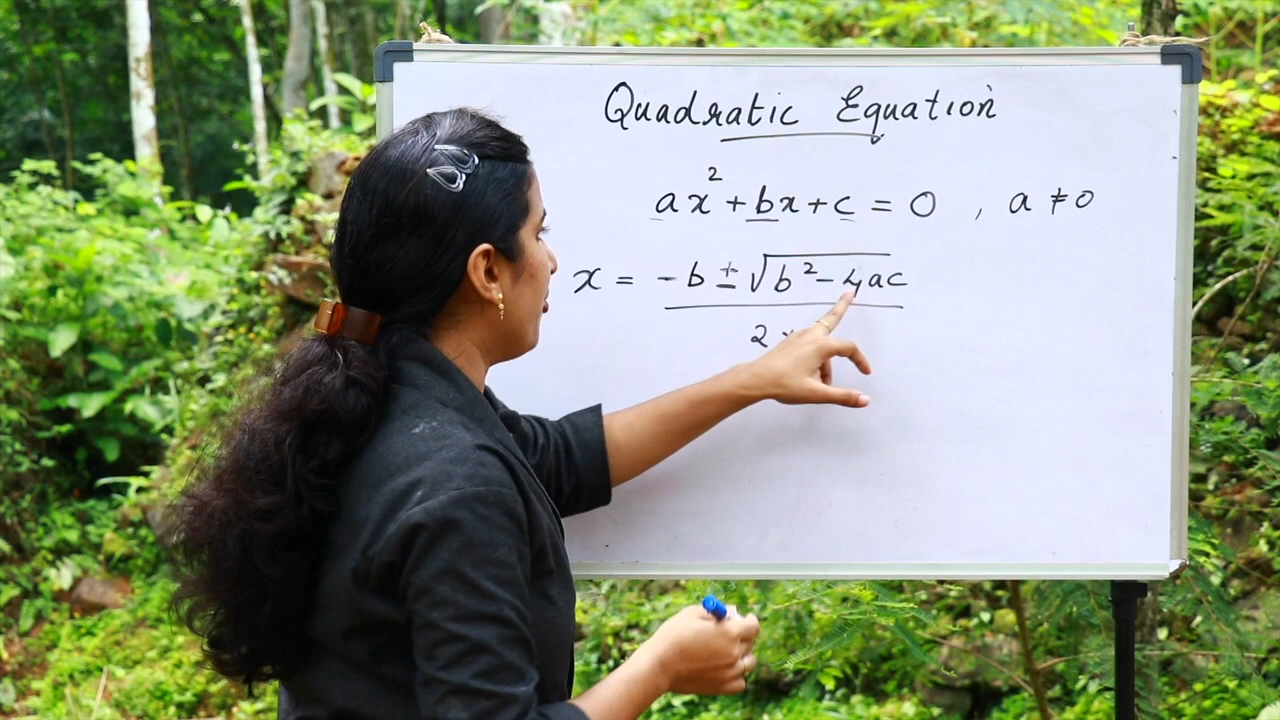 Quadratic Equation
ax² + bx + c = 0 , a ≠ 0
x = -b ± √b² - 4ac
2